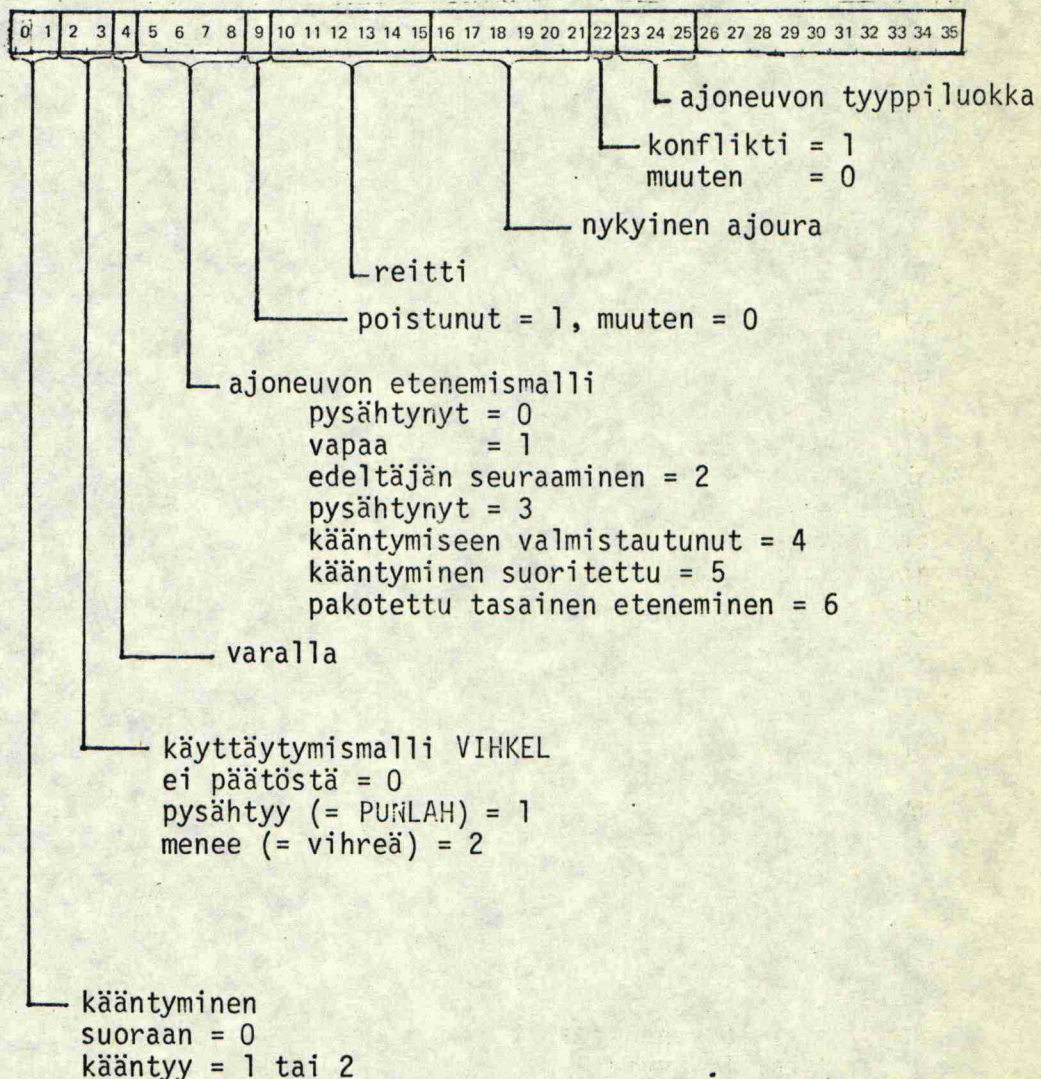 0 1 2 3 4 5 6 7 8 9 10 11 12 13 14 15 16 17 18 19 20 21 22 23 24 25 26 27 28 29 30 31 32 33 34 35
ajoneuvon tyyppiluokka
konflikti = 1
muuten = 0
nykyinen ajoura
reitti
poistunut = 1, muuten = 0
ajoneuvon etenemismalli
pysähtynyt = 0
vapaa = 1
edeltäjän seuraaminen = 2
pysähtynyt = 3
kääntymiseen valmistautunut = 4
kääntyminen suoritettu = 5
pakotettu tasainen eteneminen = 6
varalla
käyttäytymismalli VIHKEL
ei päätöstä = 0
pysähtyy (= PUNLAH) = 1
menee (= vihreä) = 2
kääntyminen
suoraan = 0
kääntyy = 1 tai 2